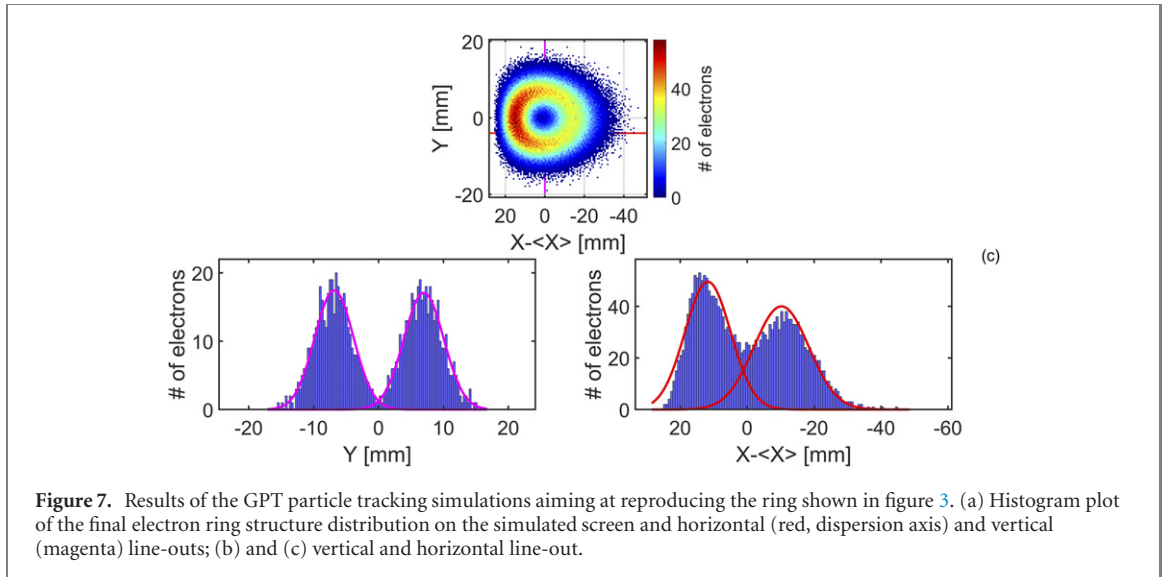 20
0
-20
Y [mm]
20 0 -20 -40
X-<X> [mm]
40
20
0
# of electrons
20
10
0
# of electrons
-20 -10 0 10 20
Y [mm]
40
20
0
# of electrons
20 0 -20 -40 -60
X-<X> [mm]
(c)
Figure 7. Results of the GPT particle tracking simulations aiming at reproducing the ring shown in figure 3. (a) Histogram plot
of the final electron ring structure distribution on the simulated screen and horizontal (red, dispersion axis) and vertical
(magenta) line-outs; (b) and (c) vertical and horizontal line-out.